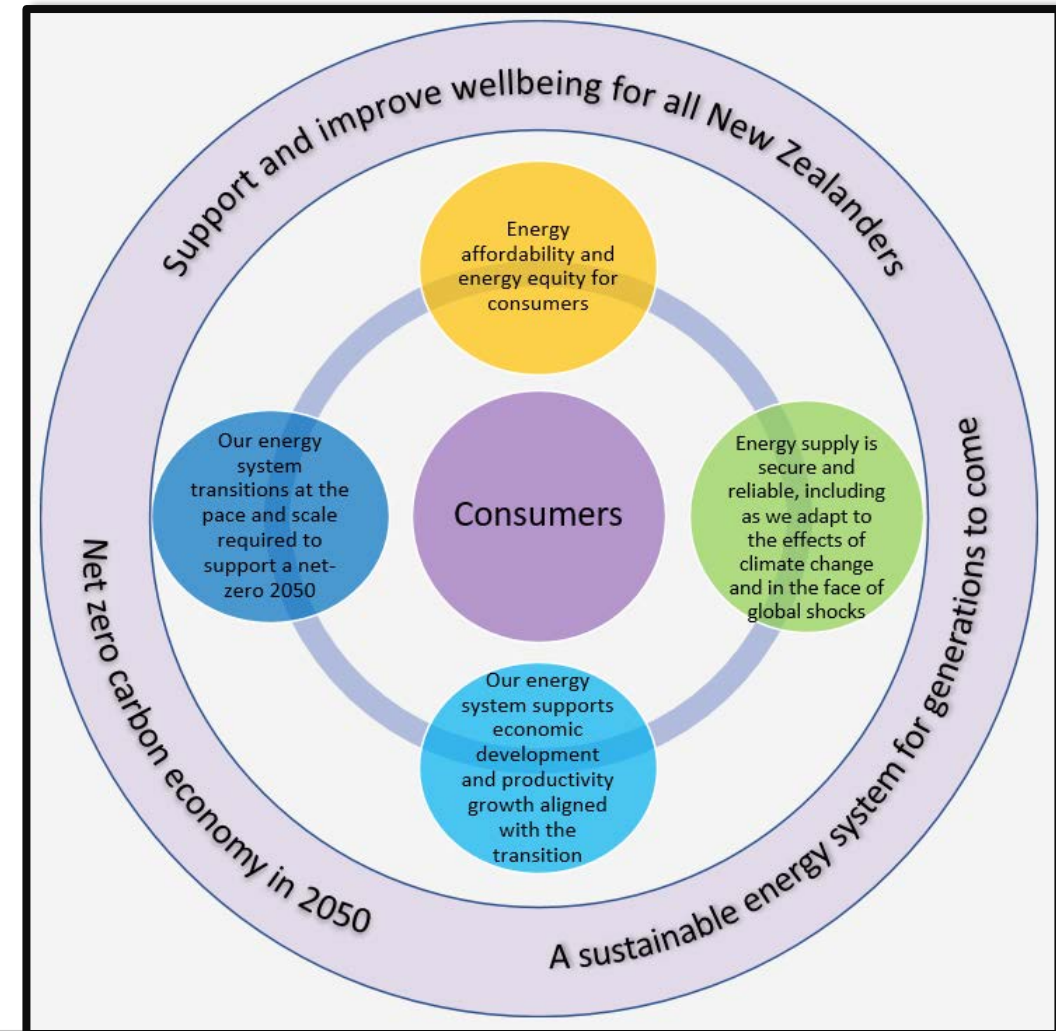 Support and improve wellbeing for all New Zealanders
Energy
affordability and
energy equity for
consumers
Our energy
system
transitions at the
pace and scale
required to
support a net-
zero 2050
Consumers
Energy supply is
secure and
reliable, including
as we adapt to
the effects of
climate change
and in the face of
global shocks
Our energy
system supports
economic
development
and productivity
growth aligned
with the
transition
Net zero carbon economy in 2050
A sustainable energy system for generations to come